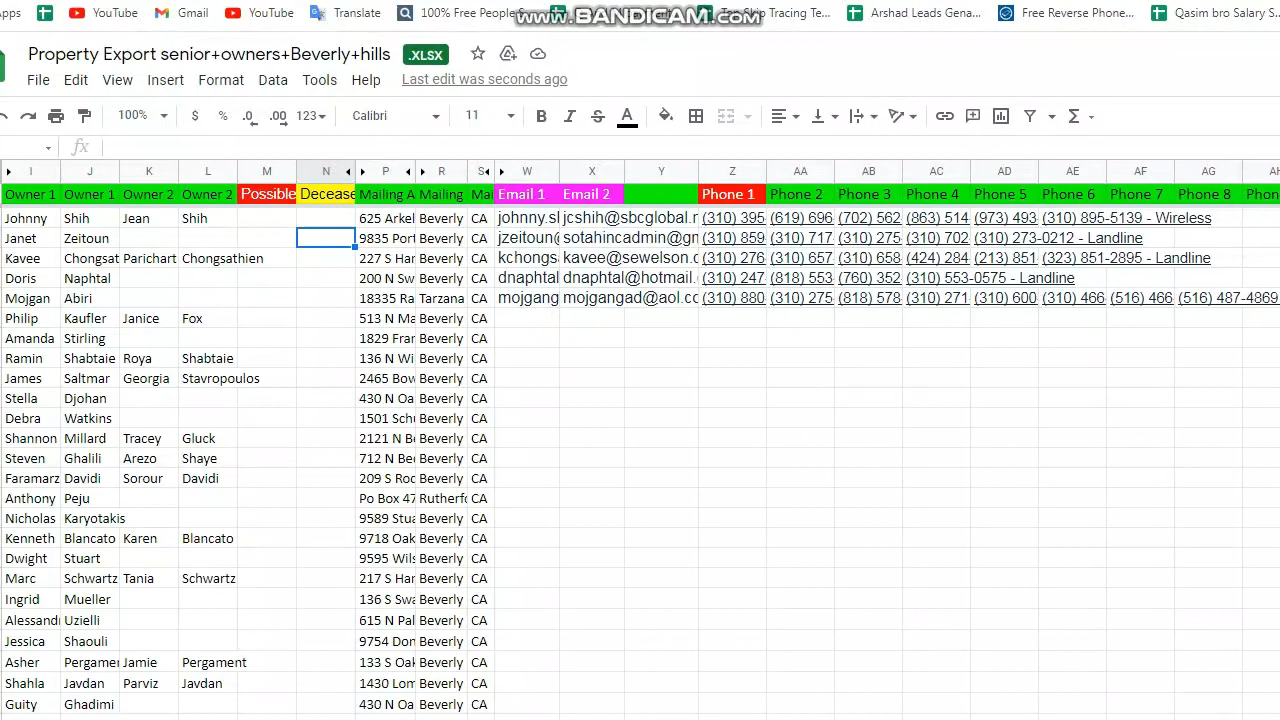 Apps YouTube Gmail YouTube Translate 100% Free People S Top Skip Tracing Te... Arshad Leads Gena... Free Reverse Phone... Qasim bro Salary S
www.BANDICAM.com
Property Export senior+owners+Beverly+hills .XLSX
File Edit View Insert Format Data Tools Help Last edit was seconds ago
100% $ % .0 .00 123 Calibri 11 B I S A
fx
I J K L M N P R S W X Y Z AA AB AC AD AE AF AG AH
Owner 1 Owner 1 Owner 2 Owner 2 Possible Decease Mailing A Mailing Mai Email 1 Email 2 Phone 1 Phone 2 Phone 3 Phone 4 Phone 5 Phone 6 Phone 7 Phone 8 Phon
Johnny Shih Jean Shih 625 Arkel Beverly CA johnny.sl jcshih@sbcglobal.r (310) 395 (619) 696 (702) 562 (863) 514 (973) 493 (310) 895-5139 - Wireless
Janet Zeitoun 9835 Port Beverly CA jzeitoun@ sotahincadmin@gm (310) 859 (310) 717 (310) 275 (310) 702 (310) 273-0212 - Landline
Kavee Chongsat Parichart Chongsathien 227 S Har Beverly CA kchongs kavee@sewelson.c (310) 276 (310) 657 (310) 658 (424) 284 (213) 851 (323) 851-2895 - Landline
Doris Naphtal 200 N Sw Beverly CA dnaphtal dnaphtal@hotmail. (310) 247 (818) 553 (760) 352 (310) 553-0575 - Landline
Mojgan Abiri 18335 Ra Tarzana CA mojgang mojgangad@aol.cc (310) 880 (310) 275 (818) 578 (310) 271 (310) 600 (310) 466 (516) 466 (516) 487-4869
Philip Kaufler Janice Fox 513 N Ma Beverly CA
Amanda Stirling 1829 Fran Beverly CA
Ramin Shabtaie Roya Shabtaie 136 N Wi Beverly CA
James Saltmar Georgia Stavropoulos 2465 Bow Beverly CA
Stella Djohan 430 N Oa Beverly CA
Debra Watkins 1501 Schu Beverly CA
Shannon Millard Tracey Gluck 2121 N Be Beverly CA
Steven Ghalili Arezo Shaye 712 N Bec Beverly CA
Faramarz Davidi Sorour Davidi 209 S Roc Beverly CA
Anthony Peju Po Box 47 Rutherfo CA
Nicholas Karyotakis 9589 Stua Beverly CA
Kenneth Blancato Karen Blancato 9718 Oak Beverly CA
Dwight Stuart 9595 Wils Beverly CA
Marc Schwartz Tania Schwartz 217 S Har Beverly CA
Ingrid Mueller 136 S Swa Beverly CA
Alessand Uzielli 615 N Pal Beverly CA
Jessica Shaouli 9754 Don Beverly CA
Asher Pergamer Jamie Pergament 133 S Oak Beverly CA
Shahla Javdan Parviz Javdan 1430 Lom Beverly CA
Guity Ghadimi 430 N Oa Beverly CA